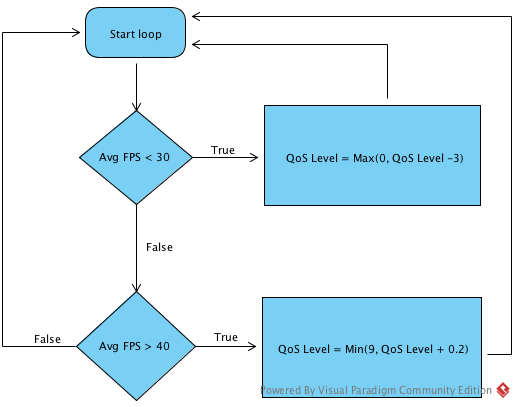 Start loop
Avg FPS < 30
True
QoS Level = Max(0, QoS Level -3)
False
Avg FPS > 40
False
True
QoS Level = Min(9, QoS Level + 0.2)
Powered By Visual Paradigm Community Edition